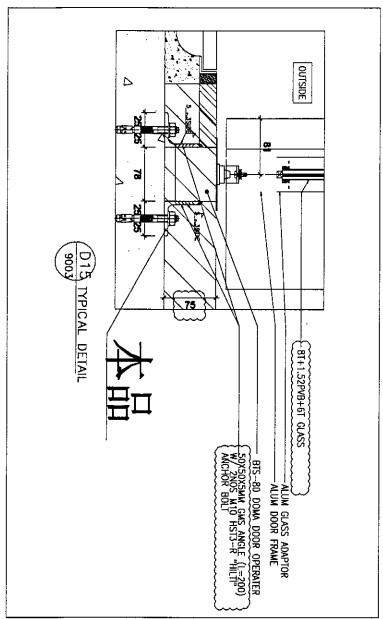 OUTSIDE
81
8T+1.52PVB+6T GLASS
ALUM GLASS ADAPTOR
ALUM DOOR FRAME
BTS-80 DOMA DOOR OPERATER
50X50X5MM GMS ANGLE (L=200)
W/ 2NOS M10 HST3-R "HILTI"
ANCHOR BOLT
75
25 25 78 25 25
本品
D15 TYPICAL DETAIL
9003